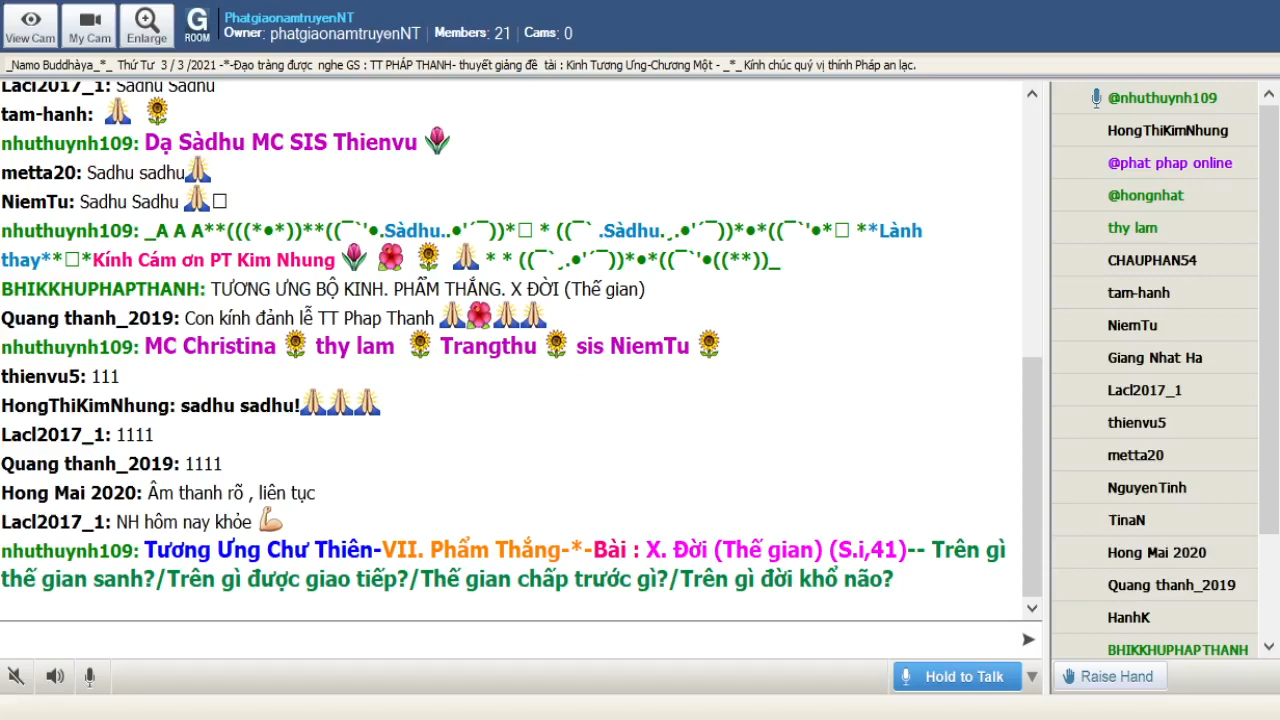 View Cam
My Cam
Enlarge
G
ROOM
PhatgiaonamtruyenNT
Owner: phatgiaonamtruyenNT | Members: 21 | Cams: 0
_Namo Buddhàya_*_ Thứ Tư 3 / 3 /2021 -*-Đạo tràng được nghe GS : TT PHÁP THANH- thuyết giảng đề tài : Kinh Tương Ưng-Chương Một - _*_ Kính chúc quý vị thính Pháp an lạc.
Lacl2017_1: Sadhu Sadhu
tam-hanh: 🙏 🌻
nhuthuynh109: Dạ Sàdhu MC SIS Thienvu 🌷
metta20: Sadhu sadhu🙏
NiemTu: Sadhu Sadhu 🙏□
nhuthuynh109: _A A A**(((*●*))**((¯`'●.Sàdhu..●'´¯))*□ * ((¯` .Sàdhu.¸.●'´¯))*●*((¯`'●*□ **Lành
thay**□*Kính Cám ơn PT Kim Nhung 🌷 🌺 🌻 🙏 * * ((¯`¸.●'´¯))*●*((¯`'●((**))_
BHIKKHUPHAPTHANH: TƯƠNG ƯNG BỘ KINH. PHẨM THẮNG. X ĐỜI (Thế gian)
Quang thanh_2019: Con kính đảnh lễ TT Phap Thanh 🙏🌺🙏🙏
nhuthuynh109: MC Christina 🌻 thy lam 🌻 Trangthu 🌻 sis NiemTu 🌻
thienvu5: 111
HongThiKimNhung: sadhu sadhu!🙏🙏🙏
Lacl2017_1: 1111
Quang thanh_2019: 1111
Hong Mai 2020: Âm thanh rõ , liên tục
Lacl2017_1: NH hôm nay khỏe 💪
nhuthuynh109: Tương Ưng Chư Thiên-VII. Phẩm Thắng-*-Bài : X. Đời (Thế gian) (S.i,41)-- Trên gì
thế gian sanh?/Trên gì được giao tiếp?/Thế gian chấp trước gì?/Trên gì đời khổ não?
@nhuthuynh109
HongThiKimNhung
@phat phap online
@hongnhat
thy lam
CHAUPHAN54
tam-hanh
NiemTu
Giang Nhat Ha
Lacl2017_1
thienvu5
metta20
NguyenTinh
TinaN
Hong Mai 2020
Quang thanh_2019
HanhK
BHIKKHUPHAPTHANH
Hold to Talk
Raise Hand